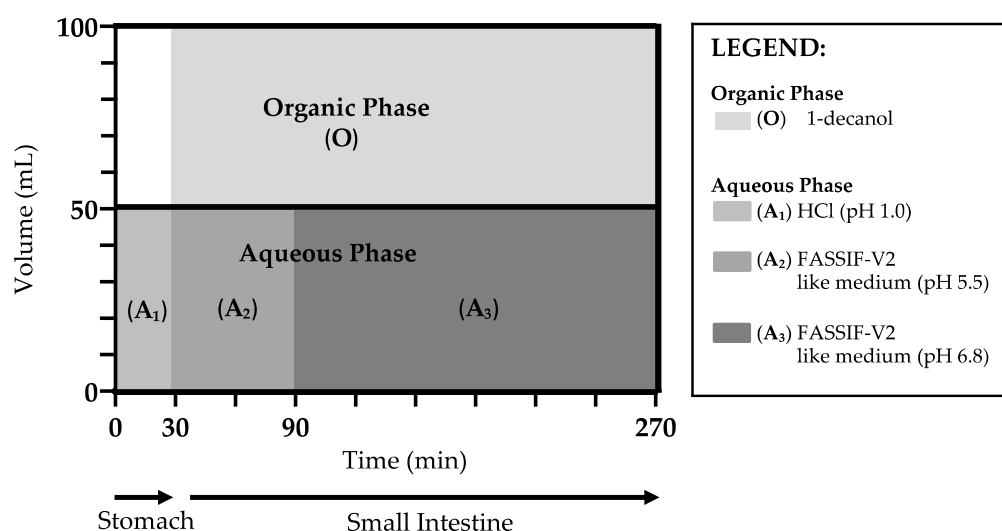 100
50
0
Volume (mL)
Organic Phase
(O)
Aqueous Phase
(A₁)
(A₂)
(A₃)
0
30
90
270
Time (min)
Stomach
Small Intestine
LEGEND:
Organic Phase
(O) 1-decanol
Aqueous Phase
(A₁) HCl (pH 1.0)
(A₂) FASSIF-V2
like medium (pH 5.5)
(A₃) FASSIF-V2
like medium (pH 6.8)